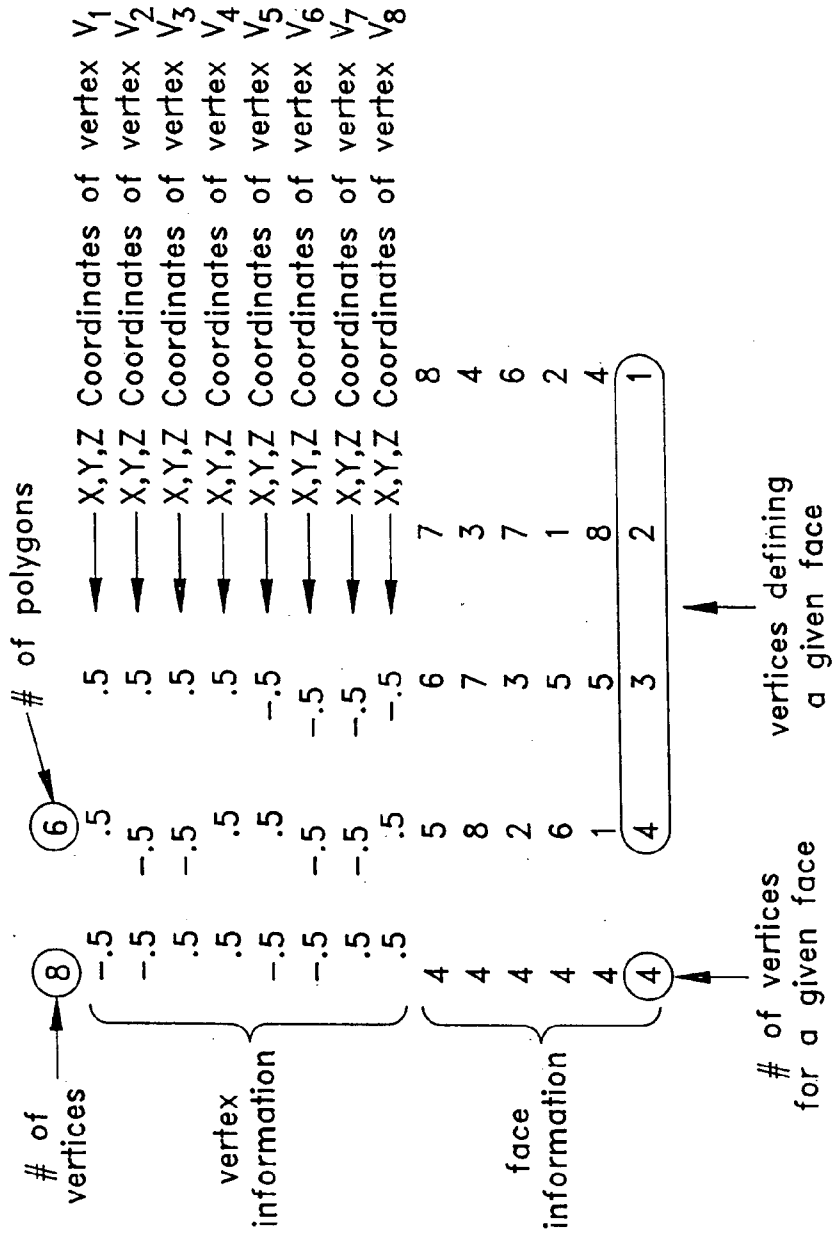 # of polygons
# of
vertices
8 6
-.5 .5 .5 X,Y,Z Coordinates of vertex V1
-.5 -.5 .5 X,Y,Z Coordinates of vertex V2
.5 -.5 .5 X,Y,Z Coordinates of vertex V3
.5 .5 .5 X,Y,Z Coordinates of vertex V4
-.5 .5 -.5 X,Y,Z Coordinates of vertex V5
-.5 -.5 -.5 X,Y,Z Coordinates of vertex V6
.5 -.5 -.5 X,Y,Z Coordinates of vertex V7
.5 .5 -.5 X,Y,Z Coordinates of vertex V8
vertex
information
4 5 6 7 8
4 8 7 3 4
4 2 3 7 6
4 6 5 1 2
4 1 5 8 4
4 4 3 2 1
face
information
# of vertices
for a given face
vertices defining
a given face